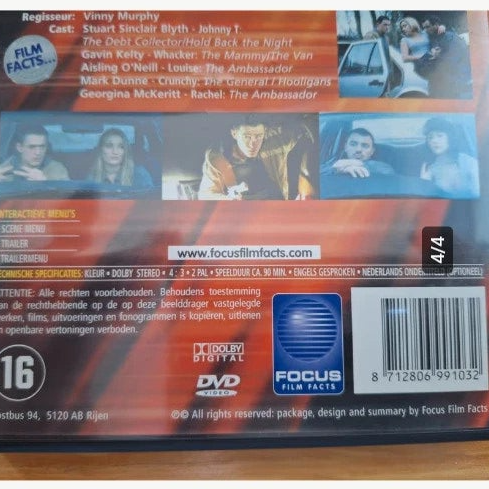 Regisseur: Vinny Murphy
Cast: Stuart Sinclair Blyth - Johnny T:
The Debt Collector/Hold Back the Night
Gavin Kelty - Whacker: The Mammy/The Van
Aisling O'Neill - Louise: The Ambassador
Mark Dunne - Crunchy: The General / Hooligans
Georgina McKeritt - Rachel: The Ambassador
FILM
FACTS...
INTERACTIEVE MENU'S
SCENE MENU
TRAILER
TRAILERMENU
www.focusfilmfacts.com
4/4
TECHNISCHE SPECIFICATIES: KLEUR • DOLBY STEREO • 4 : 3 • 2 PAL • SPEELDUUR CA. 90 MIN. • ENGELS GESPROKEN • NEDERLANDS (OPTIONEEL)
ATTENTIE: Alle rechten voorbehouden. Behoudens toestemming
van de rechthebbende op de op deze beelddrager vastgelegde
werken, films, uitvoeringen en fonogrammen is kopiëren, uitlenen
en openbare vertoningen verboden.
16
DOLBY
DIGITAL
DVD
VIDEO
FOCUS
FILM FACTS
8 712806 991032
Postbus 94, 5120 AB Rijen
℗© All rights reserved: package, design and summary by Focus Film Facts